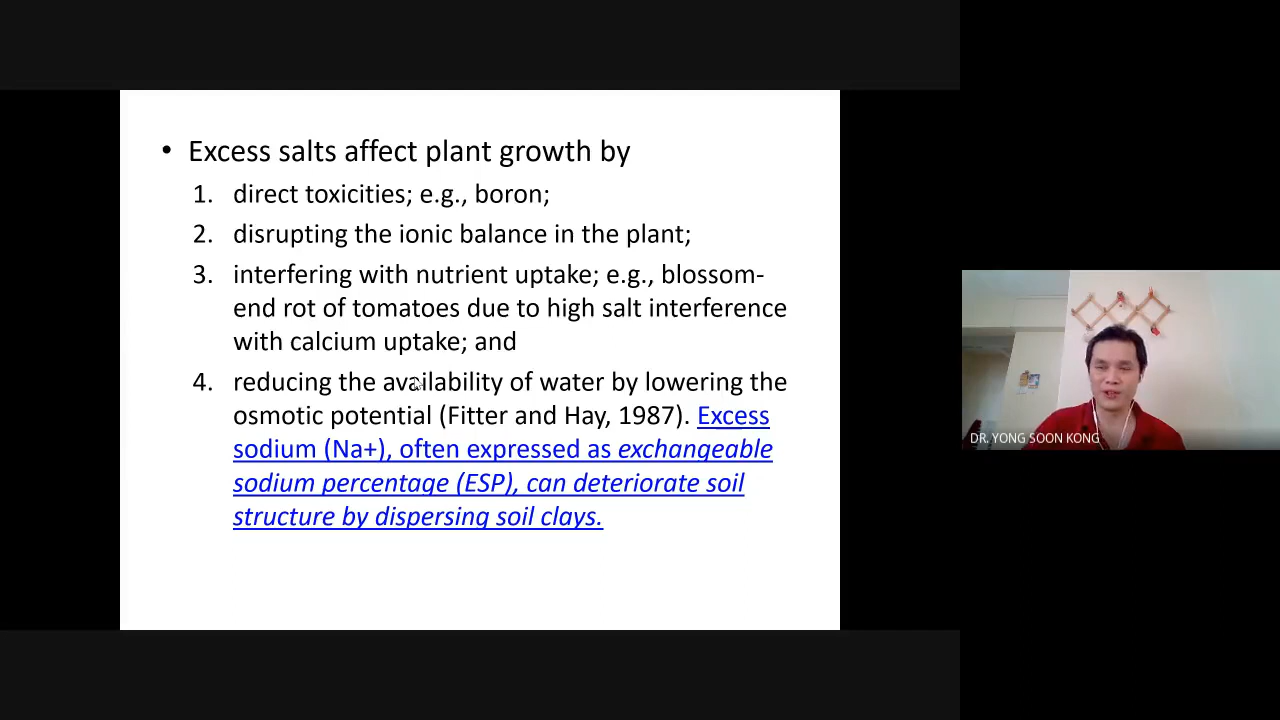 • Excess salts affect plant growth by
1. direct toxicities; e.g., boron;
2. disrupting the ionic balance in the plant;
3. interfering with nutrient uptake; e.g., blossom-
end rot of tomatoes due to high salt interference
with calcium uptake; and
4. reducing the availability of water by lowering the
osmotic potential (Fitter and Hay, 1987). Excess
sodium (Na+), often expressed as exchangeable
sodium percentage (ESP), can deteriorate soil
structure by dispersing soil clays.
DR. YONG SOON KONG